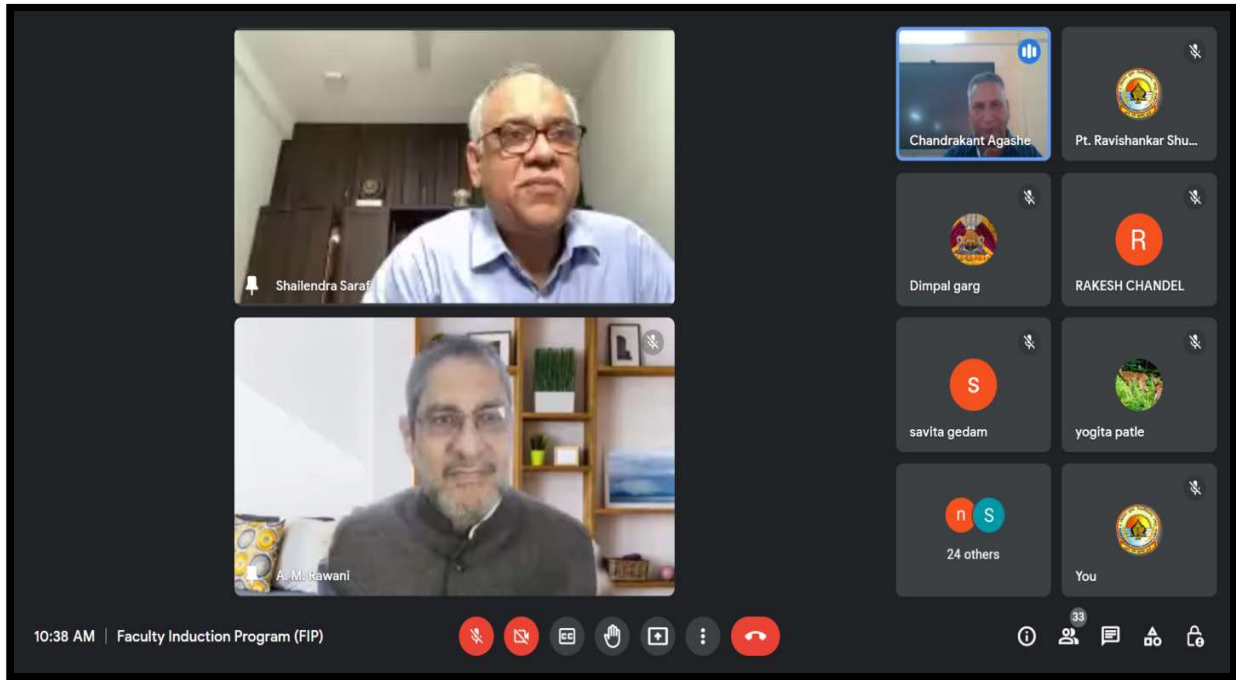 Shailendra Saraf
A. M. Rawani
Chandrakant Agashe
Pt. Ravishankar Shu...
Dimpal garg
R
RAKESH CHANDEL
s
savita gedam
yogita patle
n S
24 others
You
10:38 AM | Faculty Induction Program (FIP)
CC
33